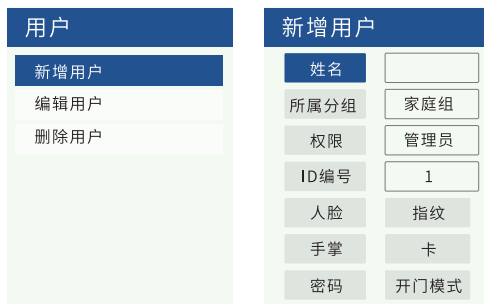 用户
新增用户
编辑用户
删除用户
新增用户
姓名
所属分组 家庭组
权限 管理员
ID编号 1
人脸 指纹
手掌 卡
密码 开门模式